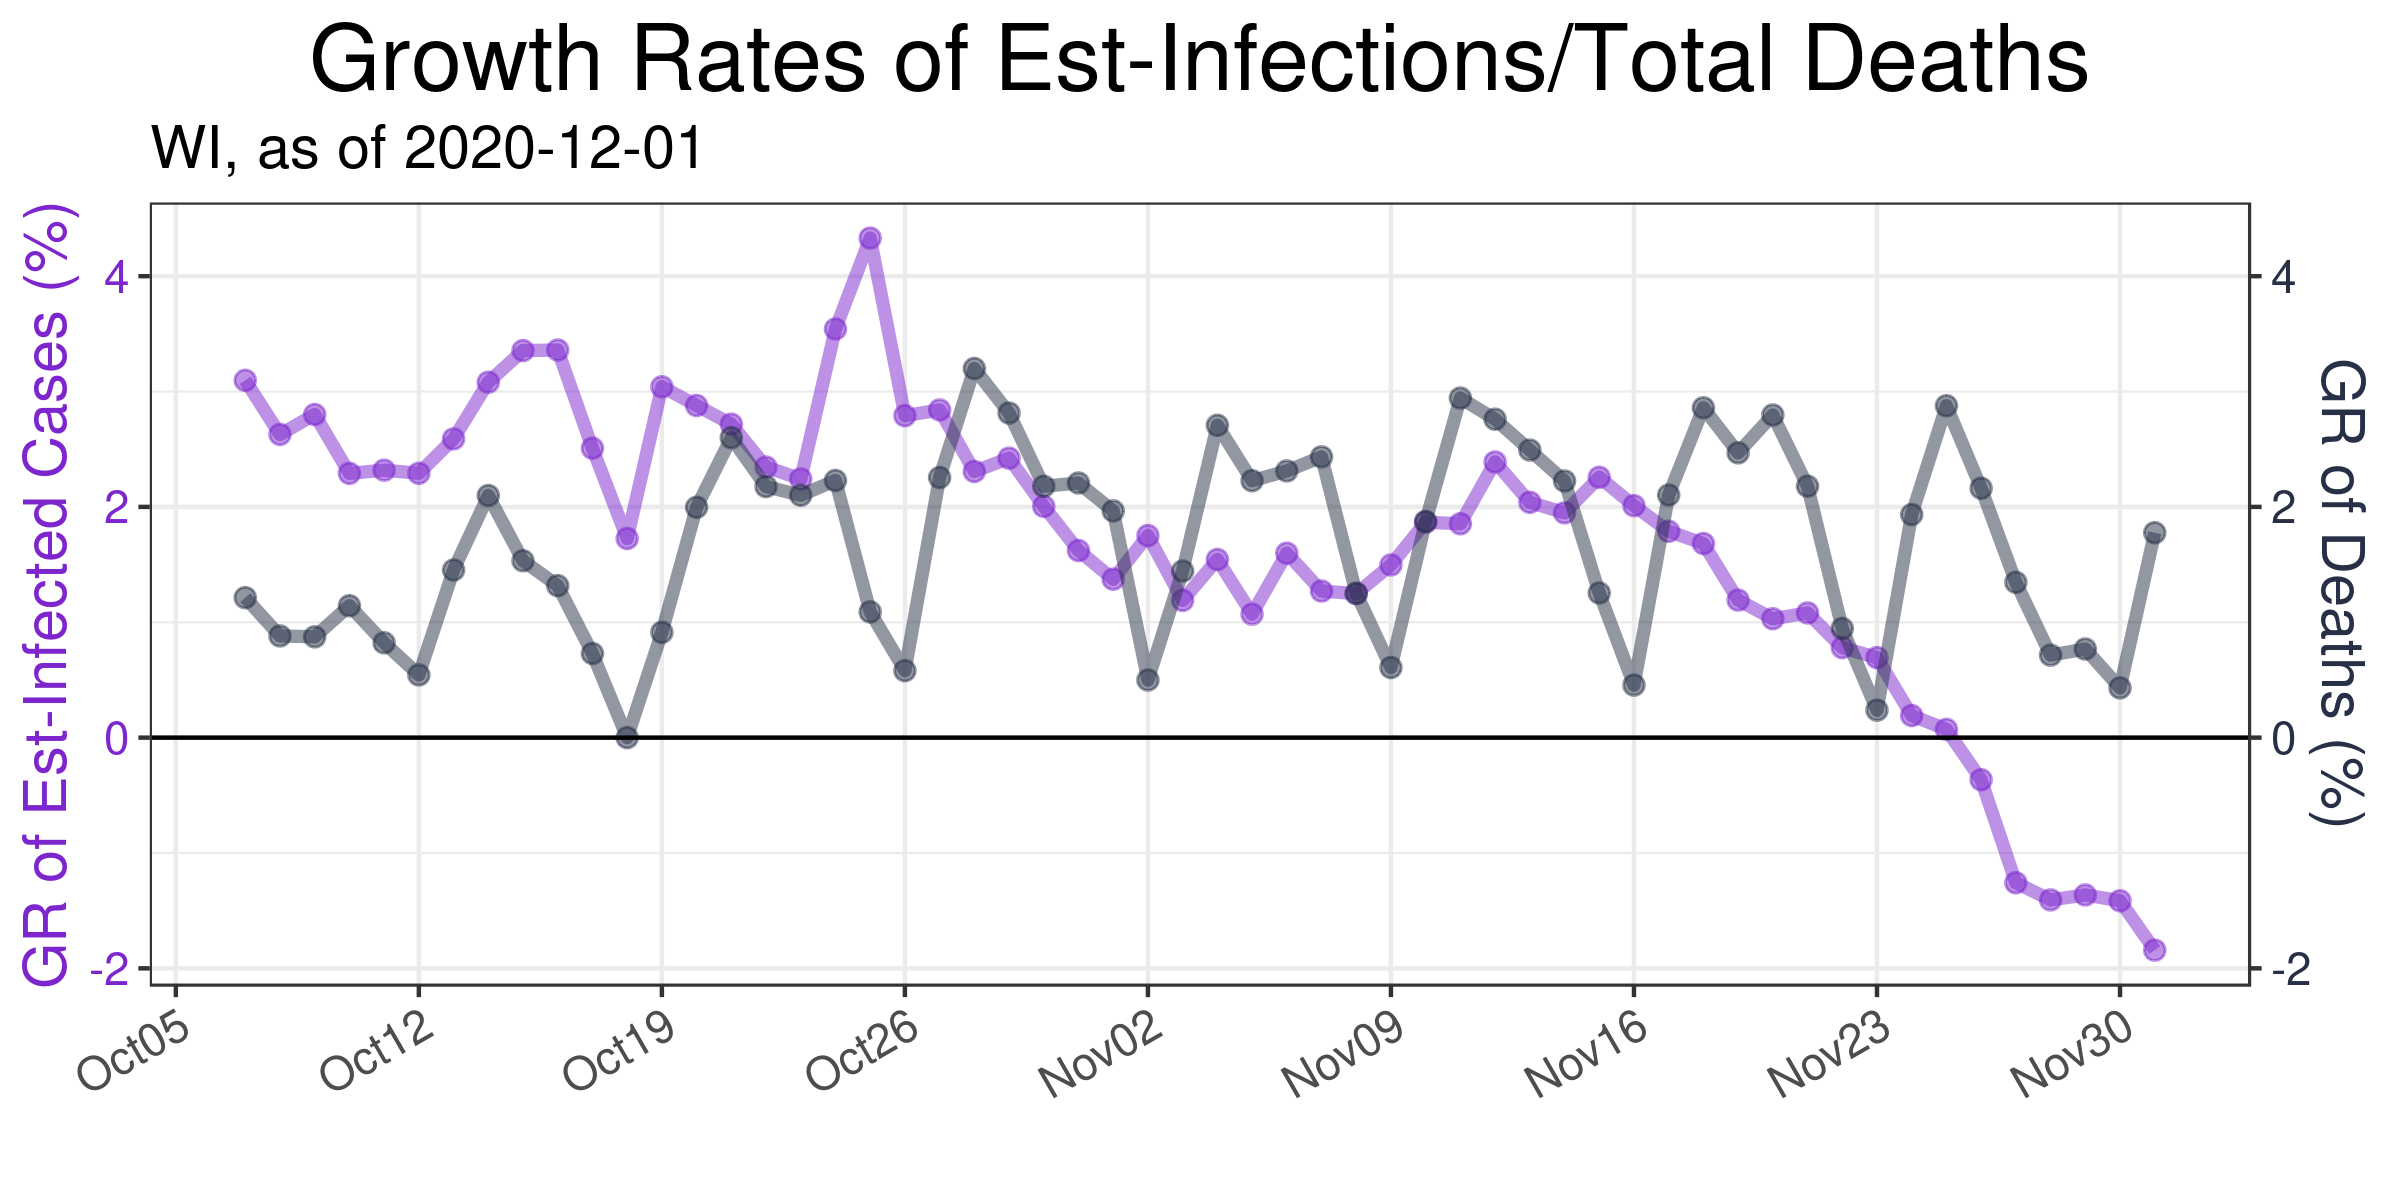 Growth Rates of Est-Infections/Total Deaths
WI, as of 2020-12-01
GR of Est-Infected Cases (%)
4
2
0
-2
4
2
0
-2
GR of Deaths (%)
Oct05
Oct12
Oct19
Oct26
Nov02
Nov09
Nov16
Nov23
Nov30